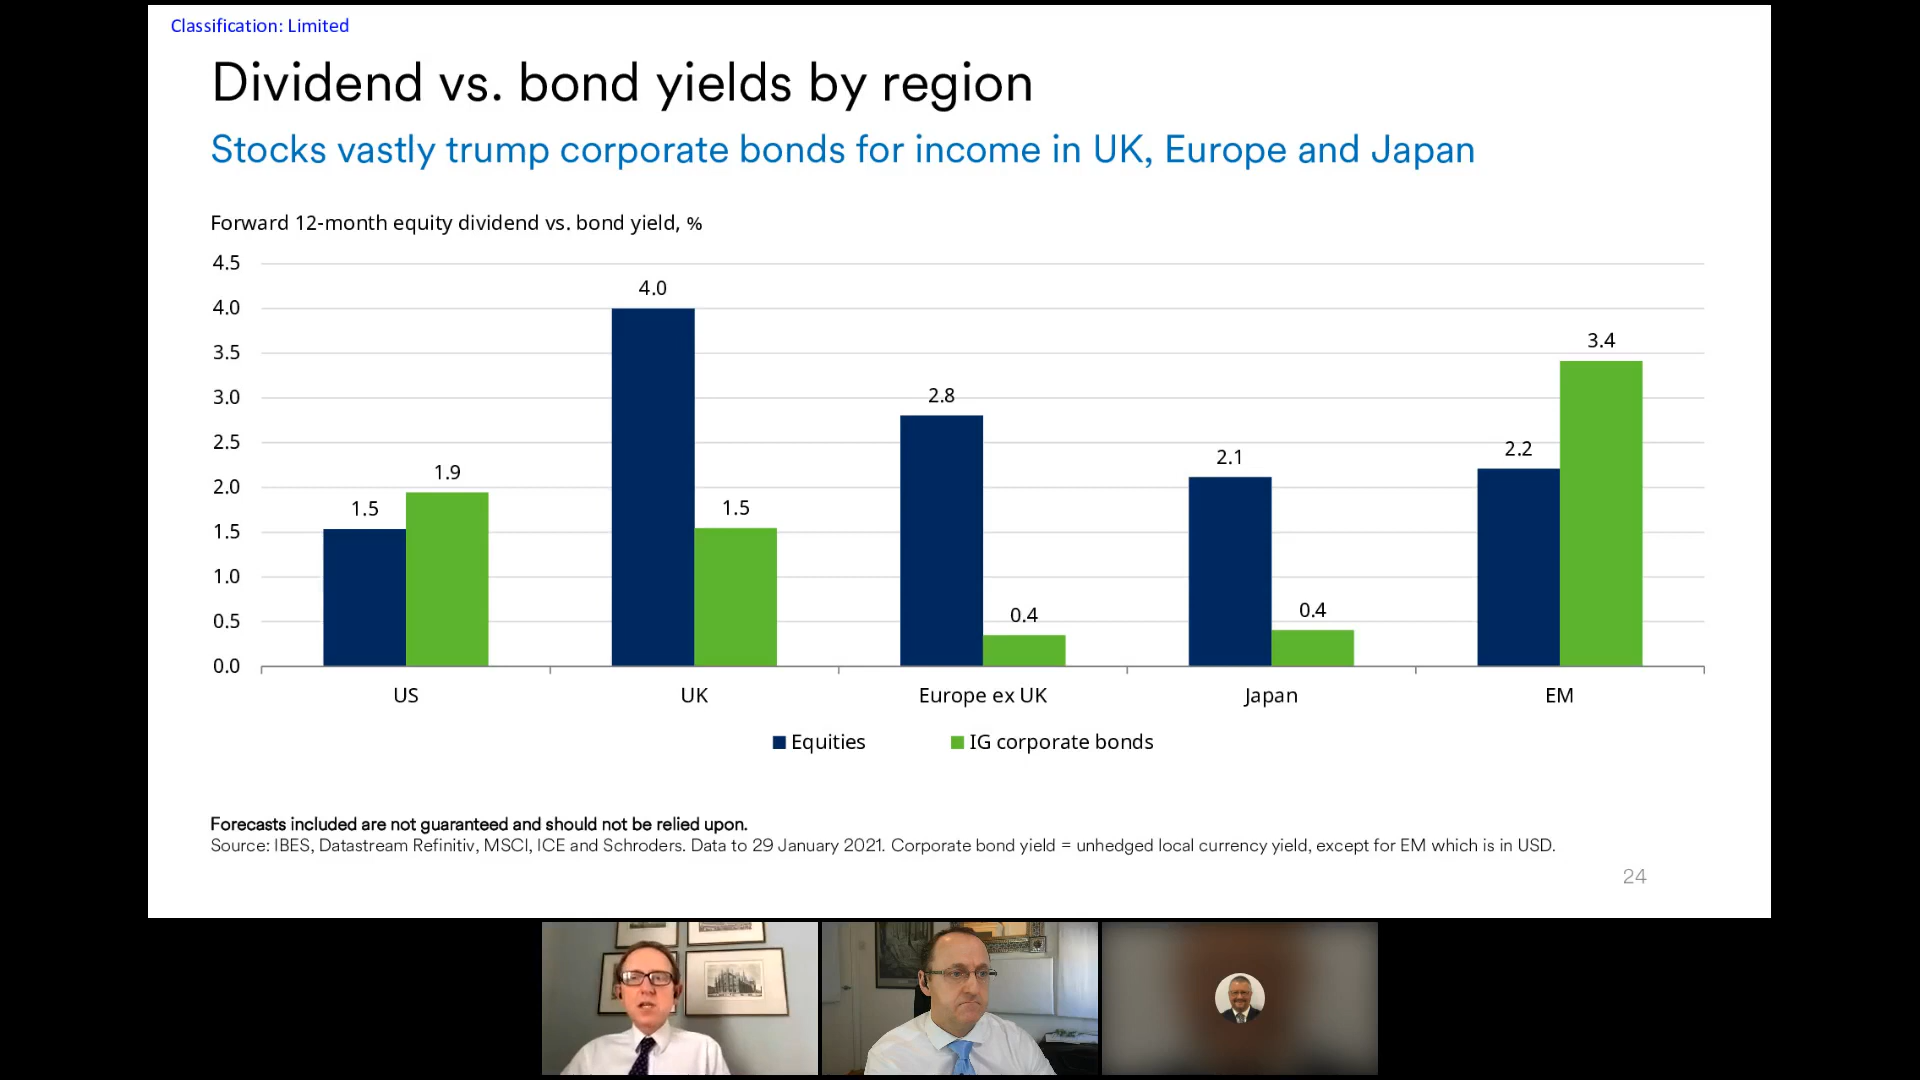 Classification: Limited
Dividend vs. bond yields by region
Stocks vastly trump corporate bonds for income in UK, Europe and Japan
Forward 12-month equity dividend vs. bond yield, %
4.5
4.0
3.5
3.0
2.5
2.0
1.5
1.0
0.5
0.0
1.5
1.9
4.0
1.5
2.8
0.4
2.1
0.4
2.2
3.4
US
UK
Europe ex UK
Japan
EM
Equities
IG corporate bonds
Forecasts included are not guaranteed and should not be relied upon.
Source: IBES, Datastream Refinitiv, MSCI, ICE and Schroders. Data to 29 January 2021. Corporate bond yield = unhedged local currency yield, except for EM which is in USD.
24